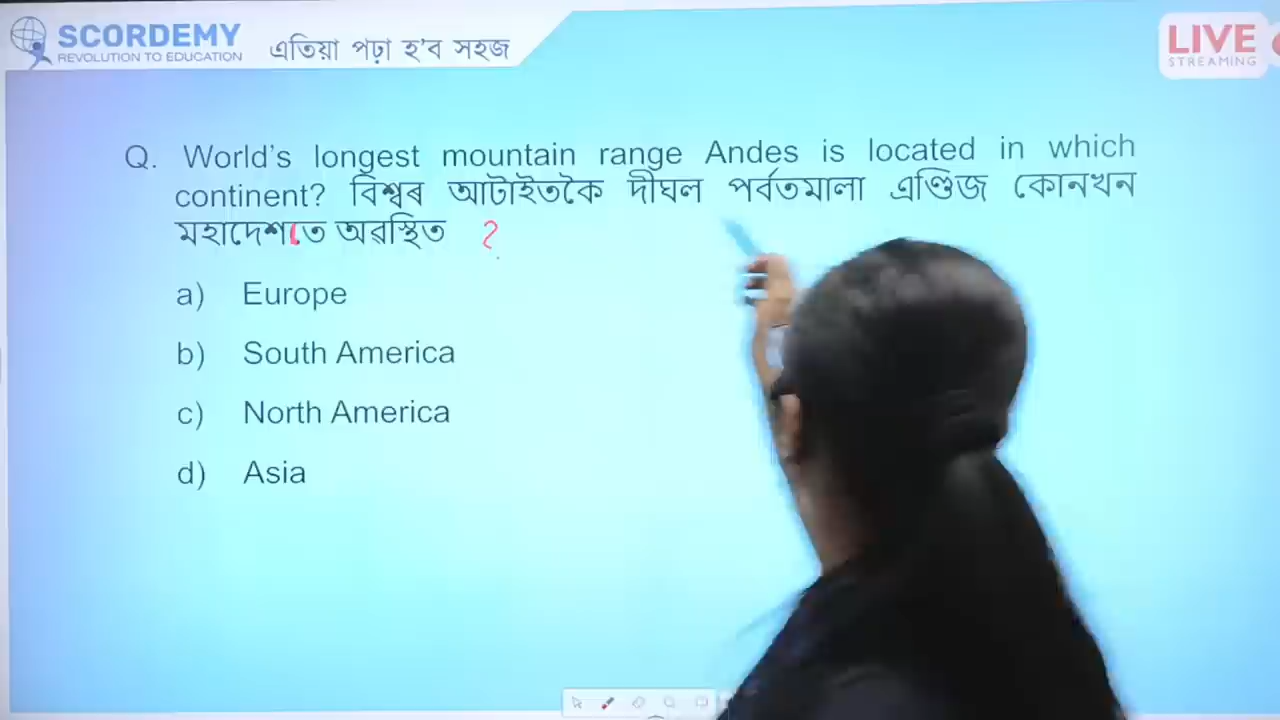 SCORDEMY
REVOLUTION TO EDUCATION
এতিয়া পঢ়া হ'ব সহজ
LIVE
STREAMING
Q. World's longest mountain range Andes is located in which
continent? বিশ্বৰ আটাইতকৈ দীঘল পৰ্বতমালা এণ্ডিজ কোনখন
মহাদেশতে অৱস্থিত ?
a) Europe
b) South America
c) North America
d) Asia